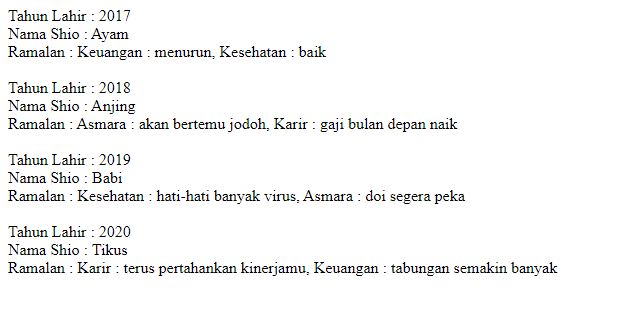 Tahun Lahir : 2017
Nama Shio : Ayam
Ramalan : Keuangan : menurun, Kesehatan : baik
Tahun Lahir : 2018
Nama Shio : Anjing
Ramalan : Asmara : akan bertemu jodoh, Karir : gaji bulan depan naik
Tahun Lahir : 2019
Nama Shio : Babi
Ramalan : Kesehatan : hati-hati banyak virus, Asmara : doi segera peka
Tahun Lahir : 2020
Nama Shio : Tikus
Ramalan : Karir : terus pertahankan kinerjamu, Keuangan : tabungan semakin banyak